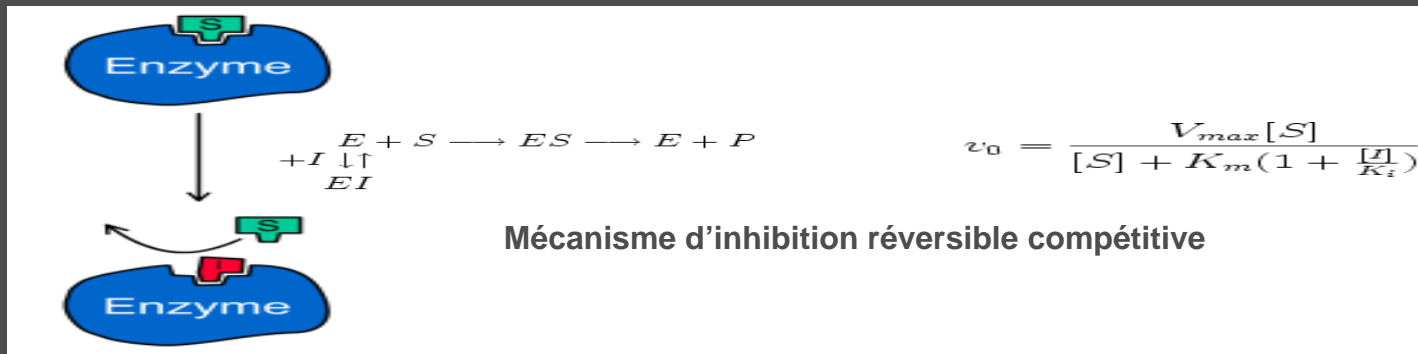 S
Enzyme
E + S ⟶ ES ⟶ E + P
+I ↓↑
EI
v₀ = Vmax[S] / ([S] + Km(1 + [I]/Ki))
S
Mécanisme d’inhibition réversible compétitive
I
Enzyme